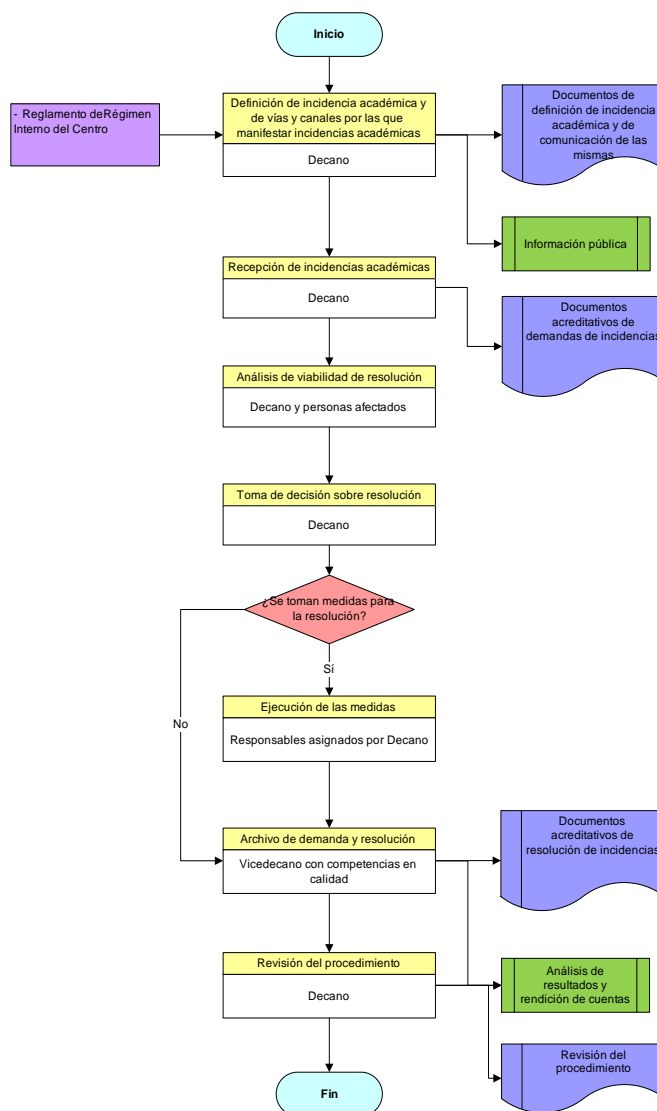 Inicio
- Reglamento deRégimen
Interno del Centro
Definición de incidencia académica y
de vías y canales por las que
manifestar incidencias académicas
Decano
Documentos de
definición de incidencia
académica y de
comunicación de las
mismas
Información pública
Recepción de incidencias académicas
Decano
Documentos
acreditativos de
demandas de incidencias
Análisis de viabilidad de resolución
Decano y personas afectados
Toma de decisión sobre resolución
Decano
¿Se toman medidas para
la resolución?
Sí
No
Ejecución de las medidas
Responsables asignados por Decano
Archivo de demanda y resolución
Vicedecano con competencias en
calidad
Documentos
acreditativos de
resolución de incidencias
Revisión del procedimiento
Decano
Análisis de
resultados y
rendición de cuentas
Revisión del
procedimiento
Fin